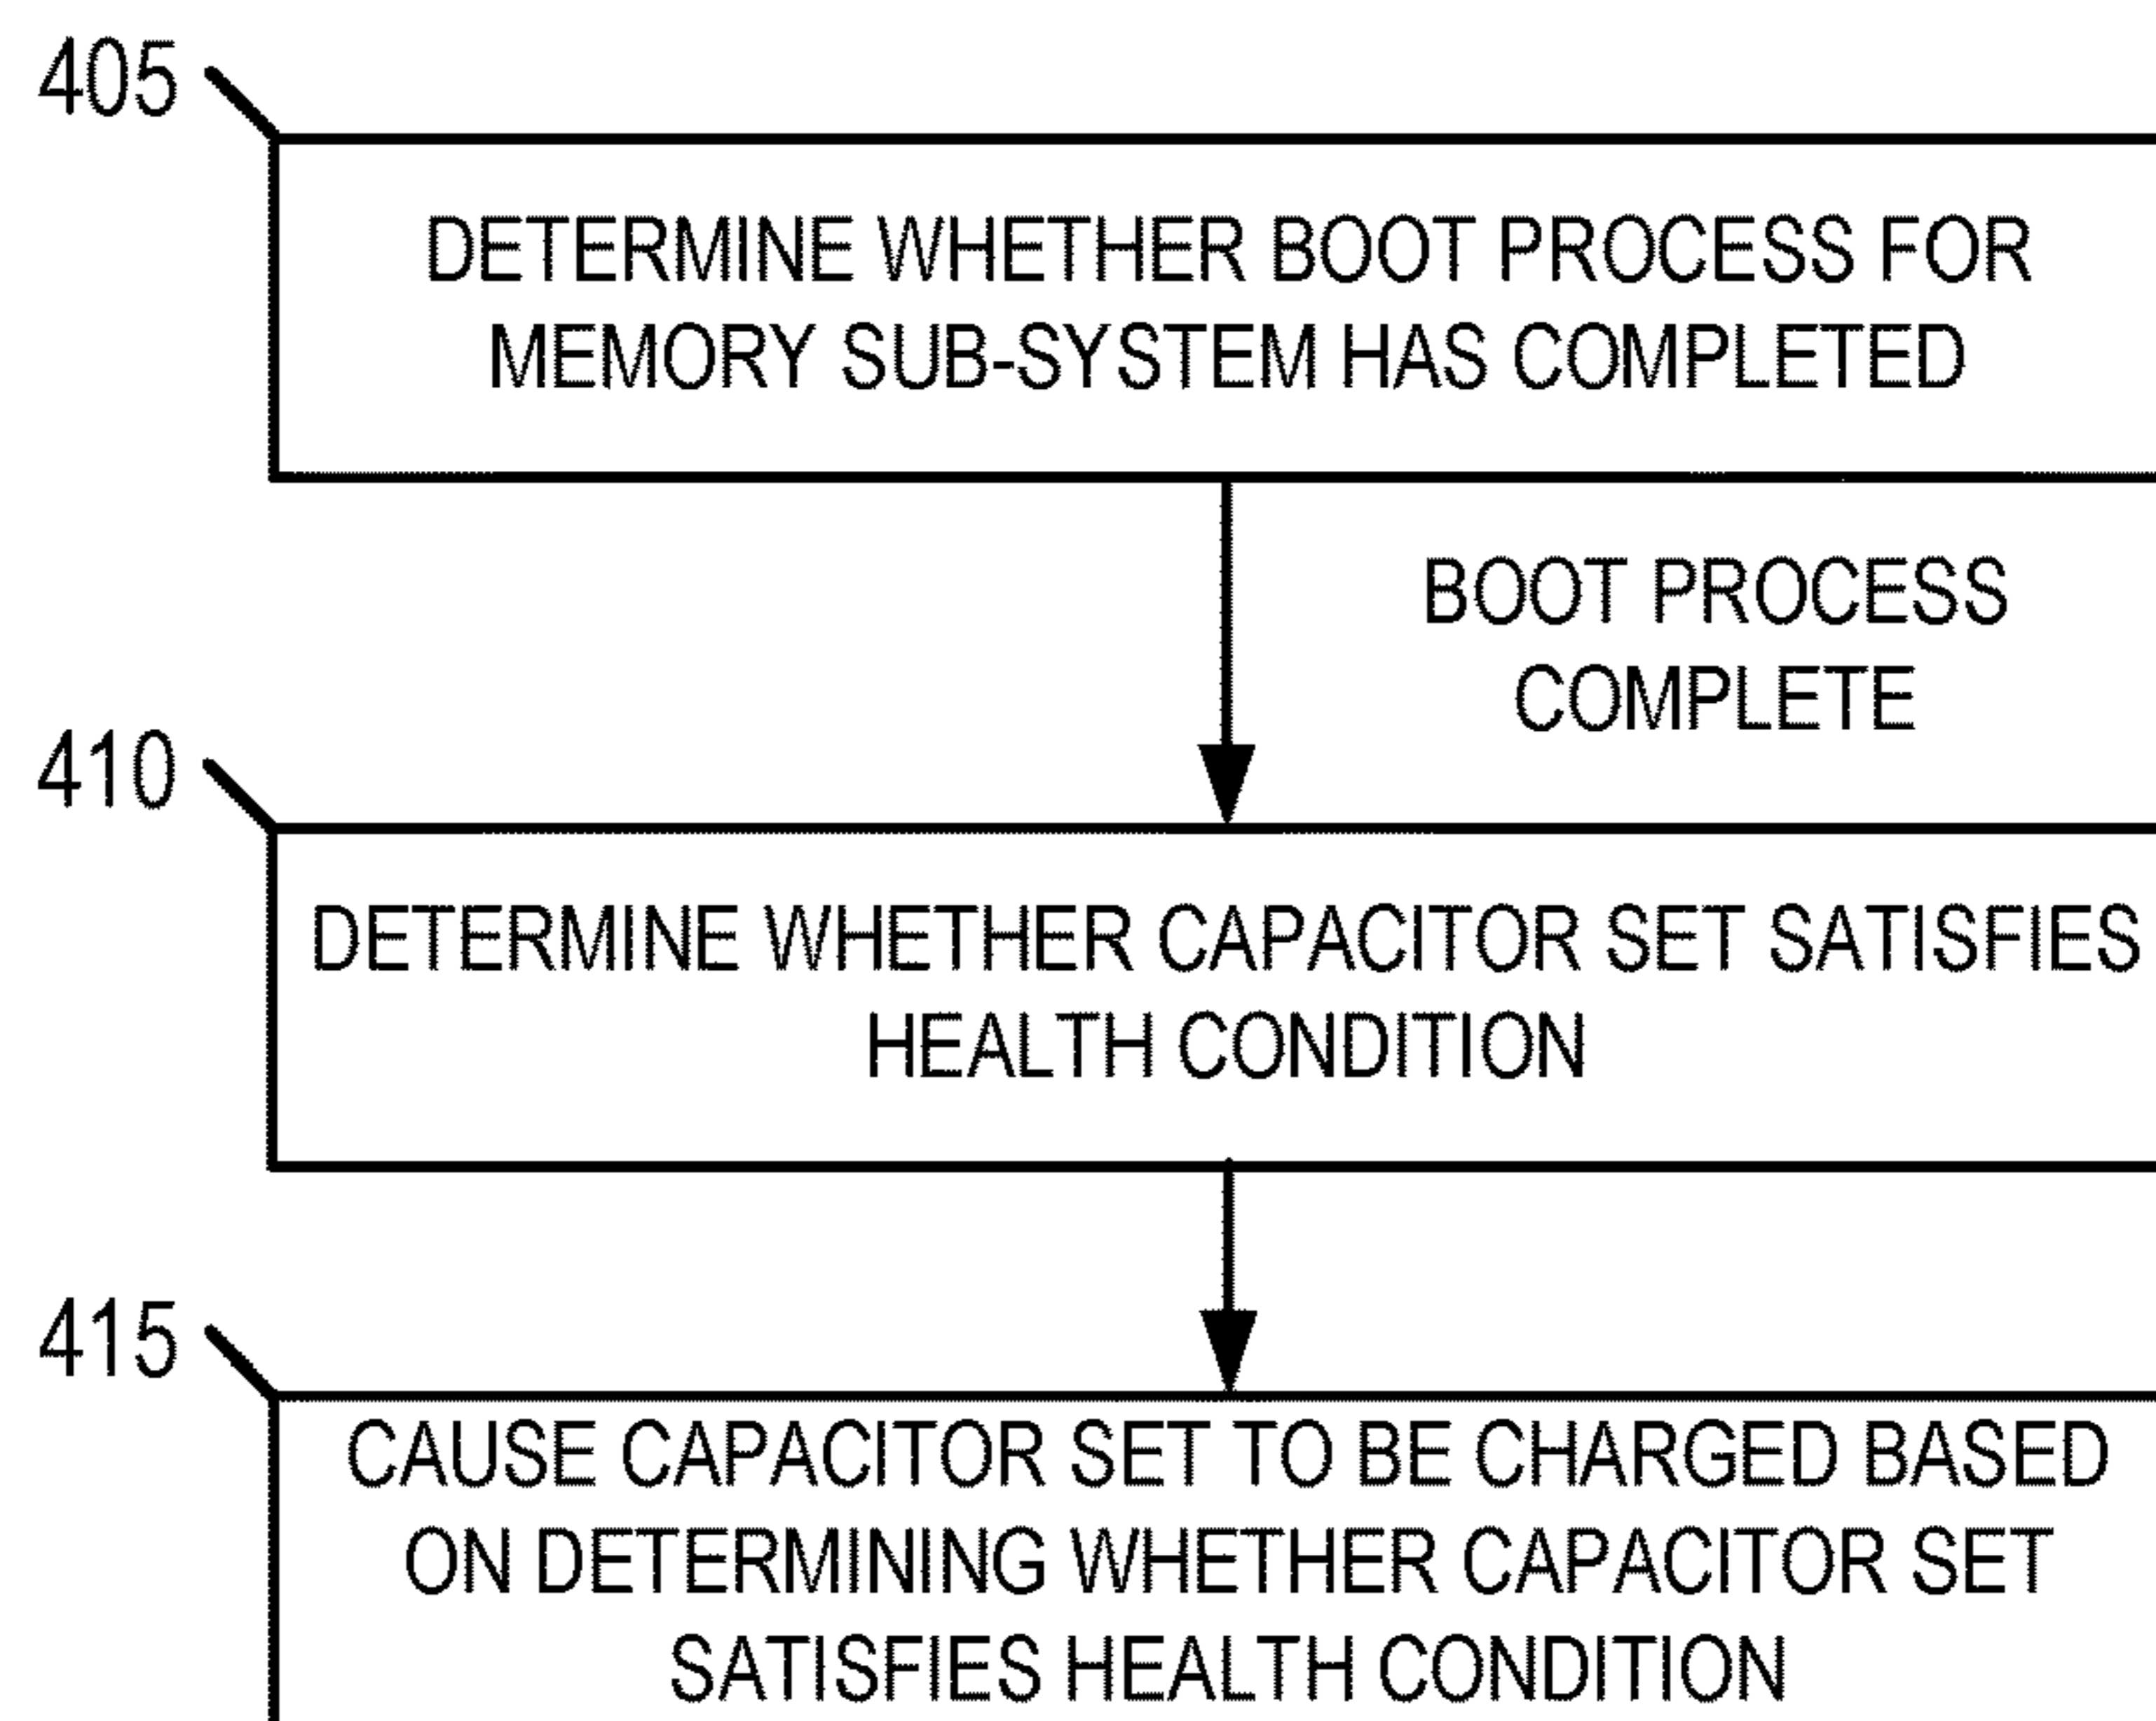 405
DETERMINE WHETHER BOOT PROCESS FOR
MEMORY SUB-SYSTEM HAS COMPLETED
BOOT PROCESS
COMPLETE
410
DETERMINE WHETHER CAPACITOR SET SATISFIES
HEALTH CONDITION
415
CAUSE CAPACITOR SET TO BE CHARGED BASED
ON DETERMINING WHETHER CAPACITOR SET
SATISFIES HEALTH CONDITION